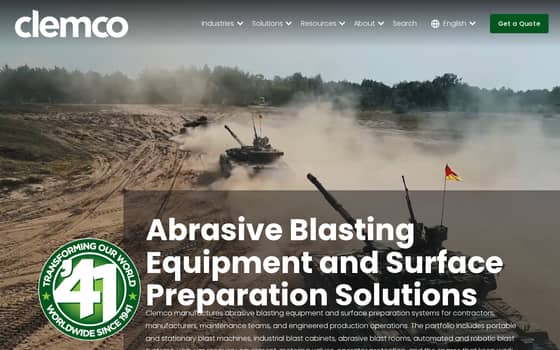 clemco
Industries Solutions Resources About Search English Get a Quote
Abrasive Blasting
Equipment and Surface
Preparation Solutions
TRANSFORMING OUR WORLD
'41
WORLDWIDE SINCE 1941
Clemco manufactures abrasive blasting equipment and surface preparation systems for contractors,
manufacturers, maintenance teams, and engineered production operations. The portfolio includes portable
and stationary blast machines, industrial blast cabinets, abrasive blast rooms, automated and robotic blast